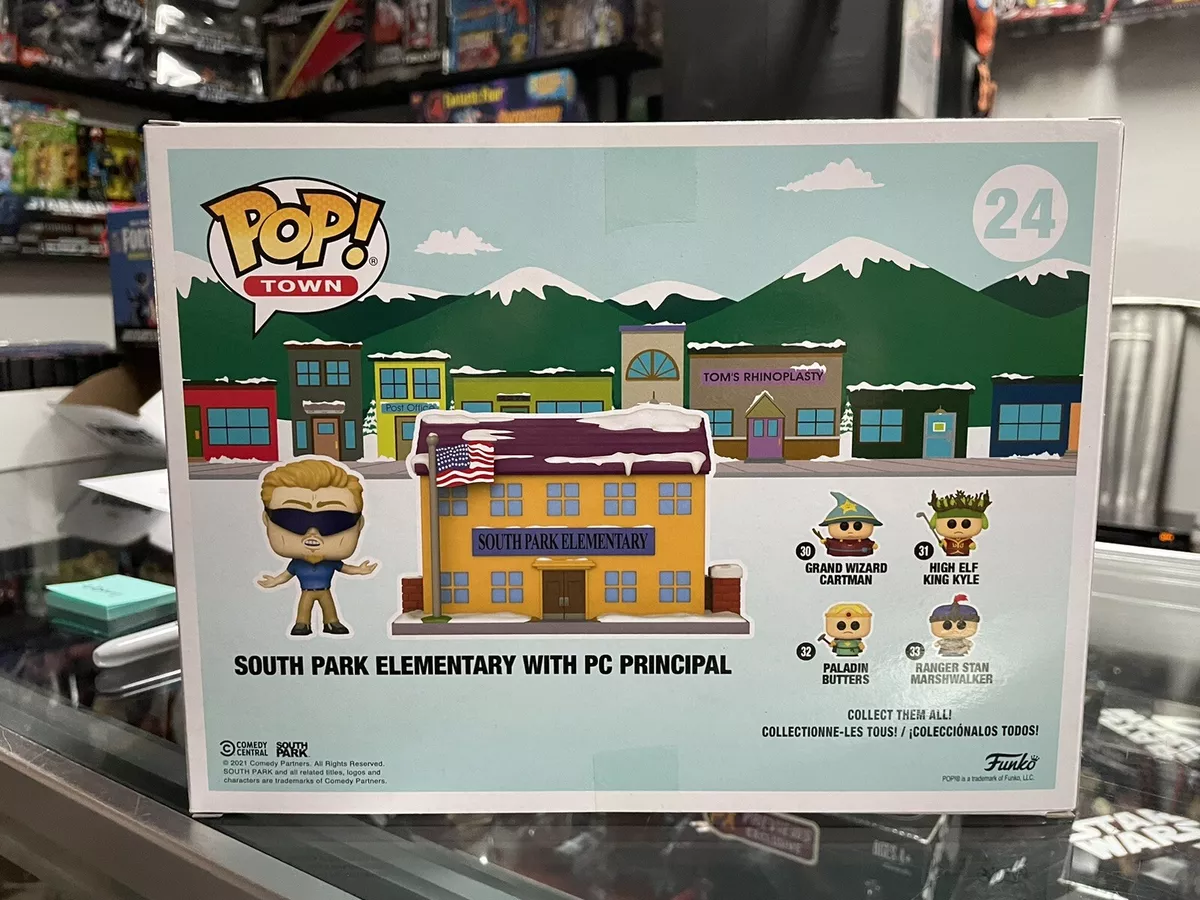 POP!®
TOWN
24
TOM'S RHINOPLASTY
Post Office
SOUTH PARK ELEMENTARY
SOUTH PARK ELEMENTARY WITH PC PRINCIPAL
30
GRAND WIZARD
CARTMAN
31
HIGH ELF
KING KYLE
32
PALADIN
BUTTERS
33
RANGER STAN
MARSHWALKER
COLLECT THEM ALL!
COLLECTIONNE-LES TOUS! / ¡COLECCIÓNALOS TODOS!
COMEDY
CENTRAL
SOUTH
PARK
© 2021 Comedy Partners. All Rights Reserved.
SOUTH PARK and all related titles, logos and
characters are trademarks of Comedy Partners.
Funko
POP!® is a trademark of Funko, LLC.
STAR WARS
STAR
WARS